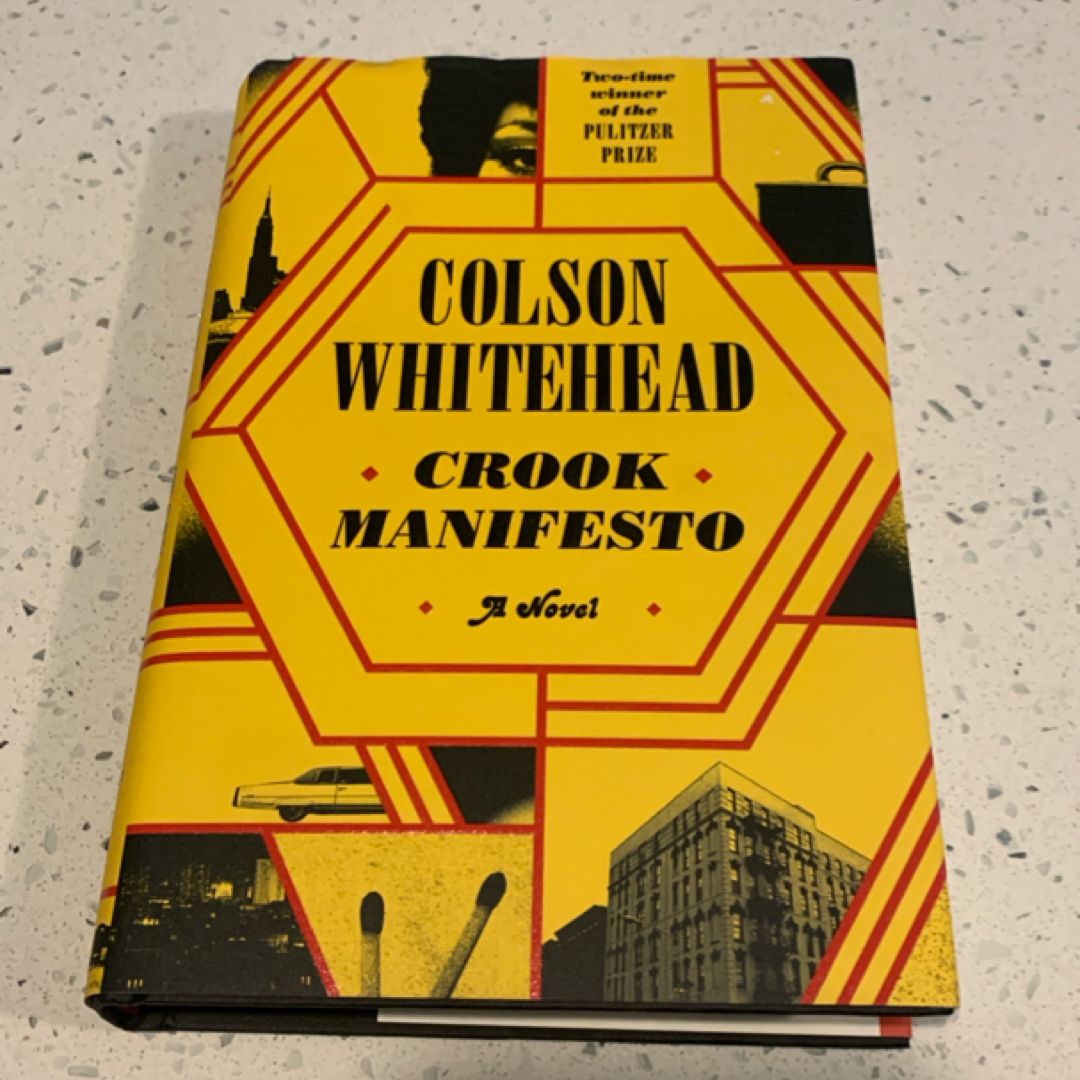 Two-time
winner
of the
PULITZER
PRIZE
COLSON
WHITEHEAD
CROOK
MANIFESTO
A Novel